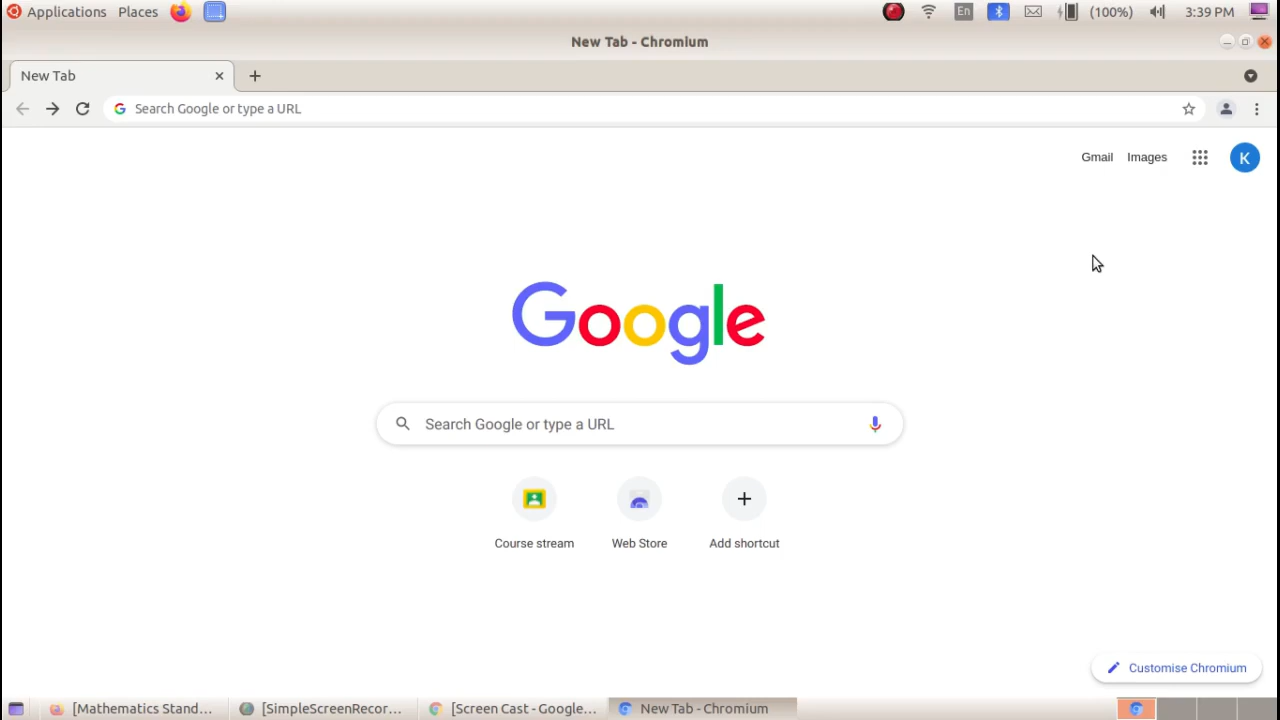 Applications Places En (100%) 3:39 PM
New Tab - Chromium
New Tab
Search Google or type a URL
Gmail Images K
Google
Search Google or type a URL
Course stream Web Store Add shortcut
Customise Chromium
[Mathematics Stand... [SimpleScreenRecor... [Screen Cast - Google... New Tab - Chromium